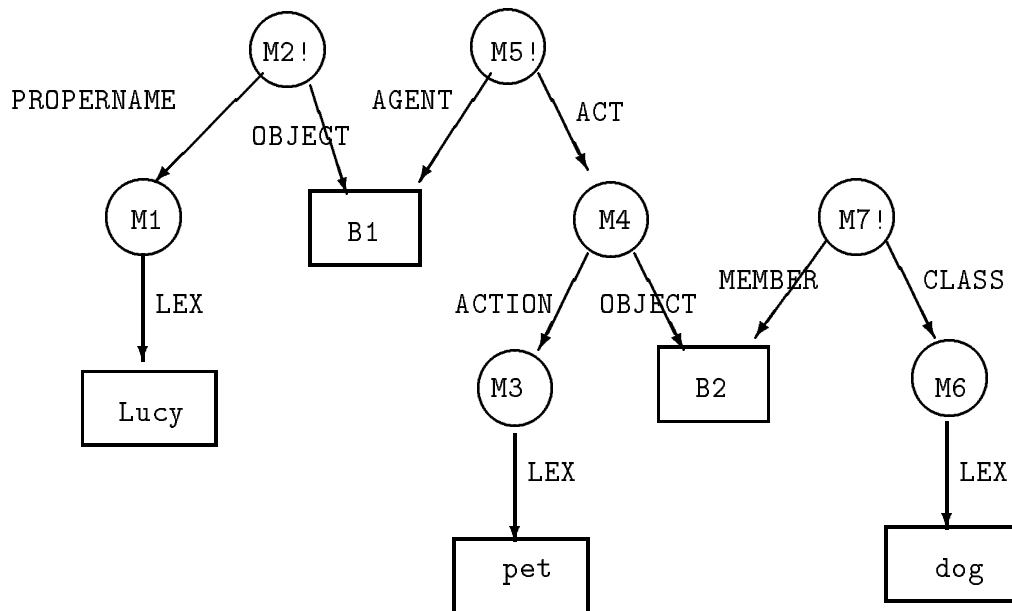 M2! M5!
PROPERNAME AGENT ACT
OBJECT
M1 B1 M4 M7!
LEX ACTION OBJECT MEMBER CLASS
M3 B2 M6
Lucy
LEX LEX
pet dog